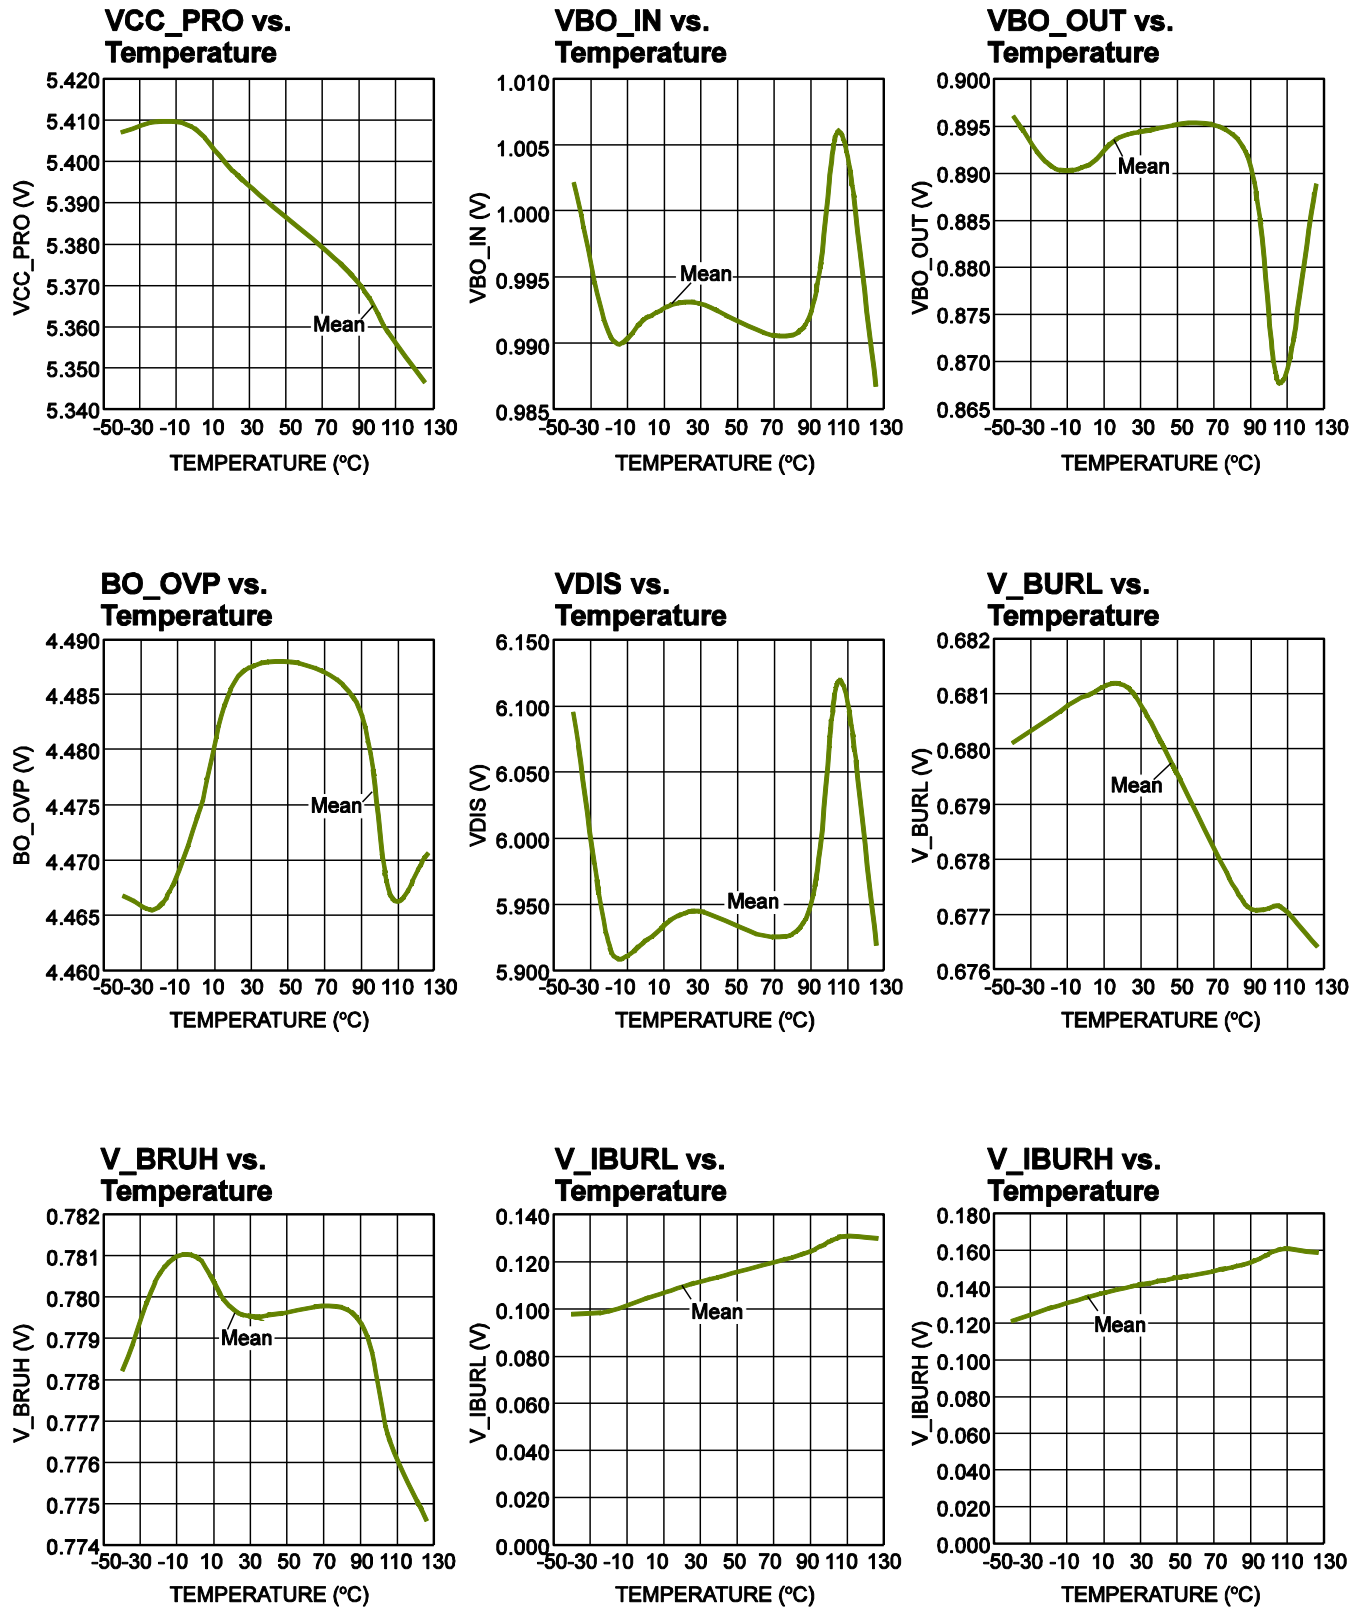 VCC_PRO vs.
Temperature
5.420
5.410
5.400
5.390
5.380
5.370
5.360
5.350
5.340
VCC_PRO (V)
Mean
-50 -30 -10 10 30 50 70 90 110 130
TEMPERATURE (ºC)
VBO_IN vs.
Temperature
1.010
1.005
1.000
0.995
0.990
0.985
VBO_IN (V)
Mean
-50 -30 -10 10 30 50 70 90 110 130
TEMPERATURE (ºC)
VBO_OUT vs.
Temperature
0.900
0.895
0.890
0.885
0.880
0.875
0.870
0.865
VBO_OUT (V)
Mean
-50 -30 -10 10 30 50 70 90 110 130
TEMPERATURE (ºC)
BO_OVP vs.
Temperature
4.490
4.485
4.480
4.475
4.470
4.465
4.460
BO_OVP (V)
Mean
-50 -30 -10 10 30 50 70 90 110 130
TEMPERATURE (ºC)
VDIS vs.
Temperature
6.150
6.100
6.050
6.000
5.950
5.900
VDIS (V)
Mean
-50 -30 -10 10 30 50 70 90 110 130
TEMPERATURE (ºC)
V_BURL vs.
Temperature
0.682
0.681
0.680
0.679
0.678
0.677
0.676
V_BURL (V)
Mean
-50 -30 -10 10 30 50 70 90 110 130
TEMPERATURE (ºC)
V_BRUH vs.
Temperature
0.782
0.781
0.780
0.779
0.778
0.777
0.776
0.775
0.774
V_BRUH (V)
Mean
-50 -30 -10 10 30 50 70 90 110 130
TEMPERATURE (ºC)
V_IBURL vs.
Temperature
0.140
0.120
0.100
0.080
0.060
0.040
0.020
0.000
V_IBURL (V)
Mean
-50 -30 -10 10 30 50 70 90 110 130
TEMPERATURE (ºC)
V_IBURH vs.
Temperature
0.180
0.160
0.140
0.120
0.100
0.080
0.060
0.040
0.020
0.000
V_IBURH (V)
Mean
-50 -30 -10 10 30 50 70 90 110 130
TEMPERATURE (ºC)